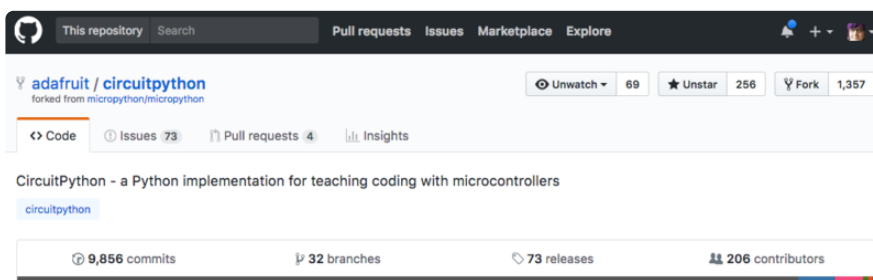 This repository Search Pull requests Issues Marketplace Explore
adafruit / circuitpython Unwatch 69 Unstar 256 Fork 1,357
forked from micropython/micropython
Code Issues 73 Pull requests 4 Insights
CircuitPython - a Python implementation for teaching coding with microcontrollers
circuitpython
9,856 commits 32 branches 73 releases 206 contributors